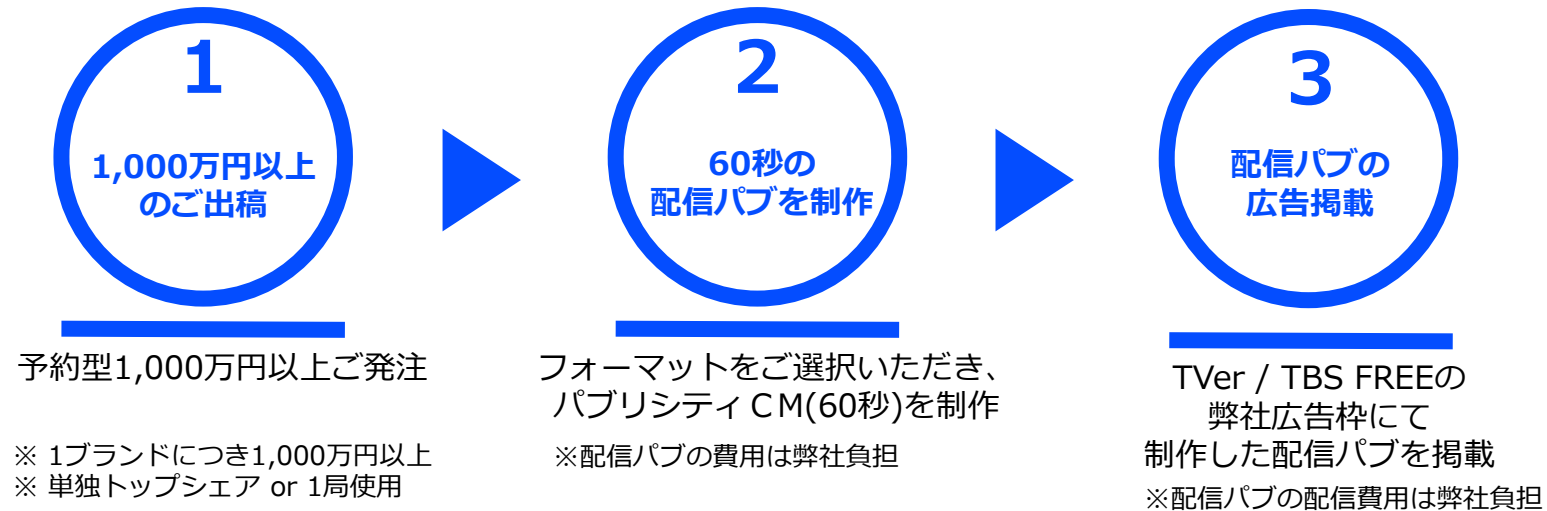 1
1,000万円以上
のご出稿
予約型1,000万円以上ご発注
※ 1ブランドにつき1,000万円以上
※ 単独トップシェア or 1局使用
2
60秒の
配信パブを制作
フォーマットをご選択いただき、
パブリシティＣＭ(60秒)を制作
※配信パブの費用は弊社負担
3
配信パブの
広告掲載
TVer / TBS FREEの
弊社広告枠にて
制作した配信パブを掲載
※配信パブの配信費用は弊社負担